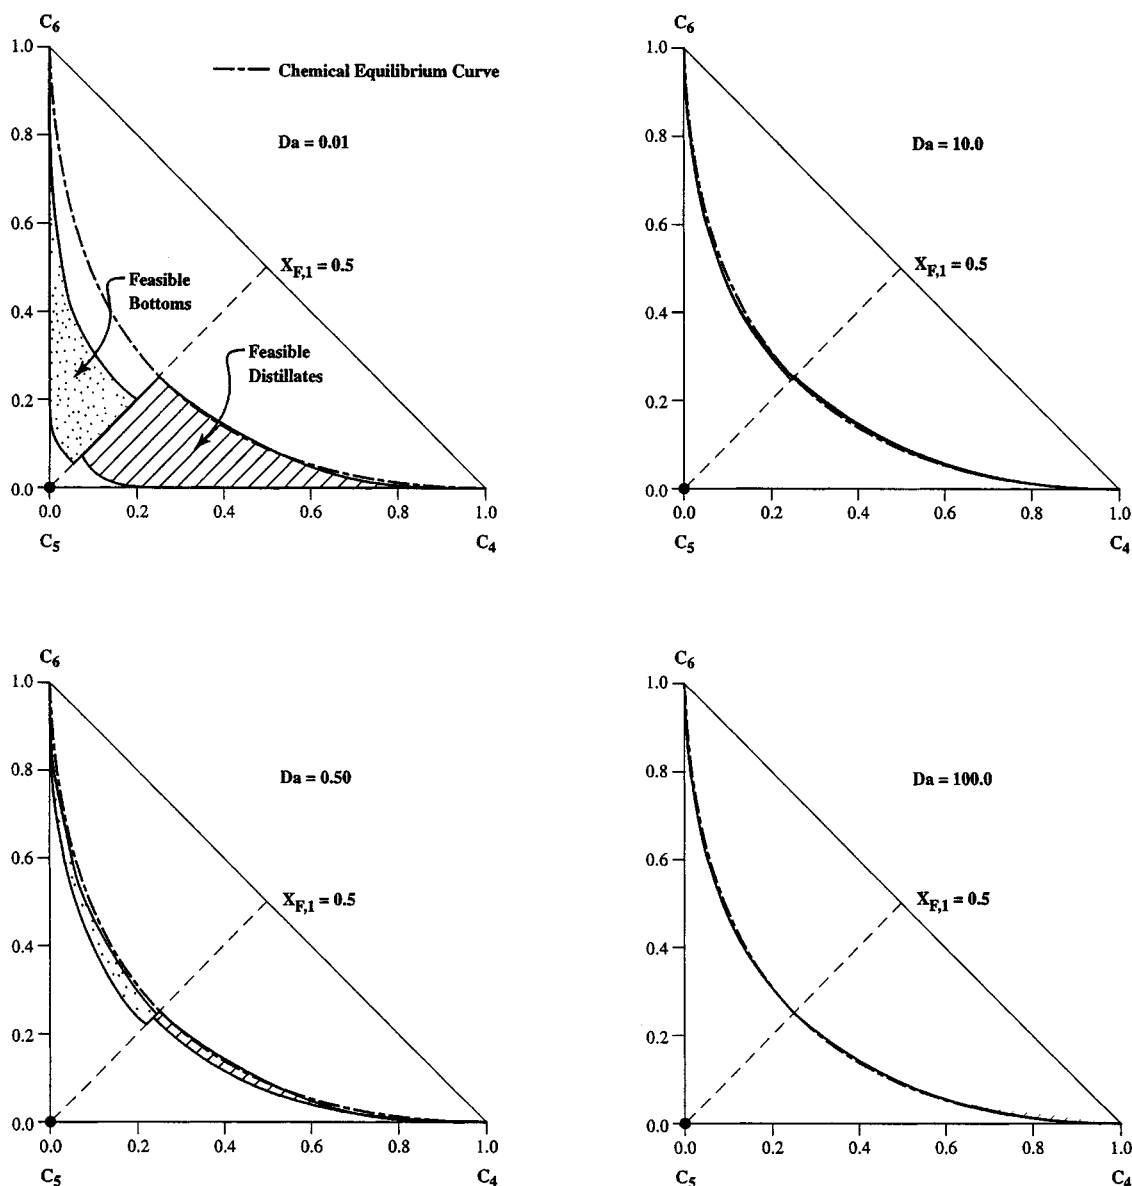 C6
1.0
Chemical Equilibrium Curve
Da = 0.01
0.8
0.6
XF,1 = 0.5
Feasible
Bottoms
0.4
Feasible
Distillates
0.2
0.0
0.0 0.2 0.4 0.6 0.8 1.0
C5 C4
C6
1.0
Da = 10.0
0.8
0.6
XF,1 = 0.5
0.4
0.2
0.0
0.0 0.2 0.4 0.6 0.8 1.0
C5 C4
C6
1.0
Da = 0.50
0.8
0.6
XF,1 = 0.5
0.4
0.2
0.0
0.0 0.2 0.4 0.6 0.8 1.0
C5 C4
C6
1.0
Da = 100.0
0.8
0.6
XF,1 = 0.5
0.4
0.2
0.0
0.0 0.2 0.4 0.6 0.8 1.0
C5 C4